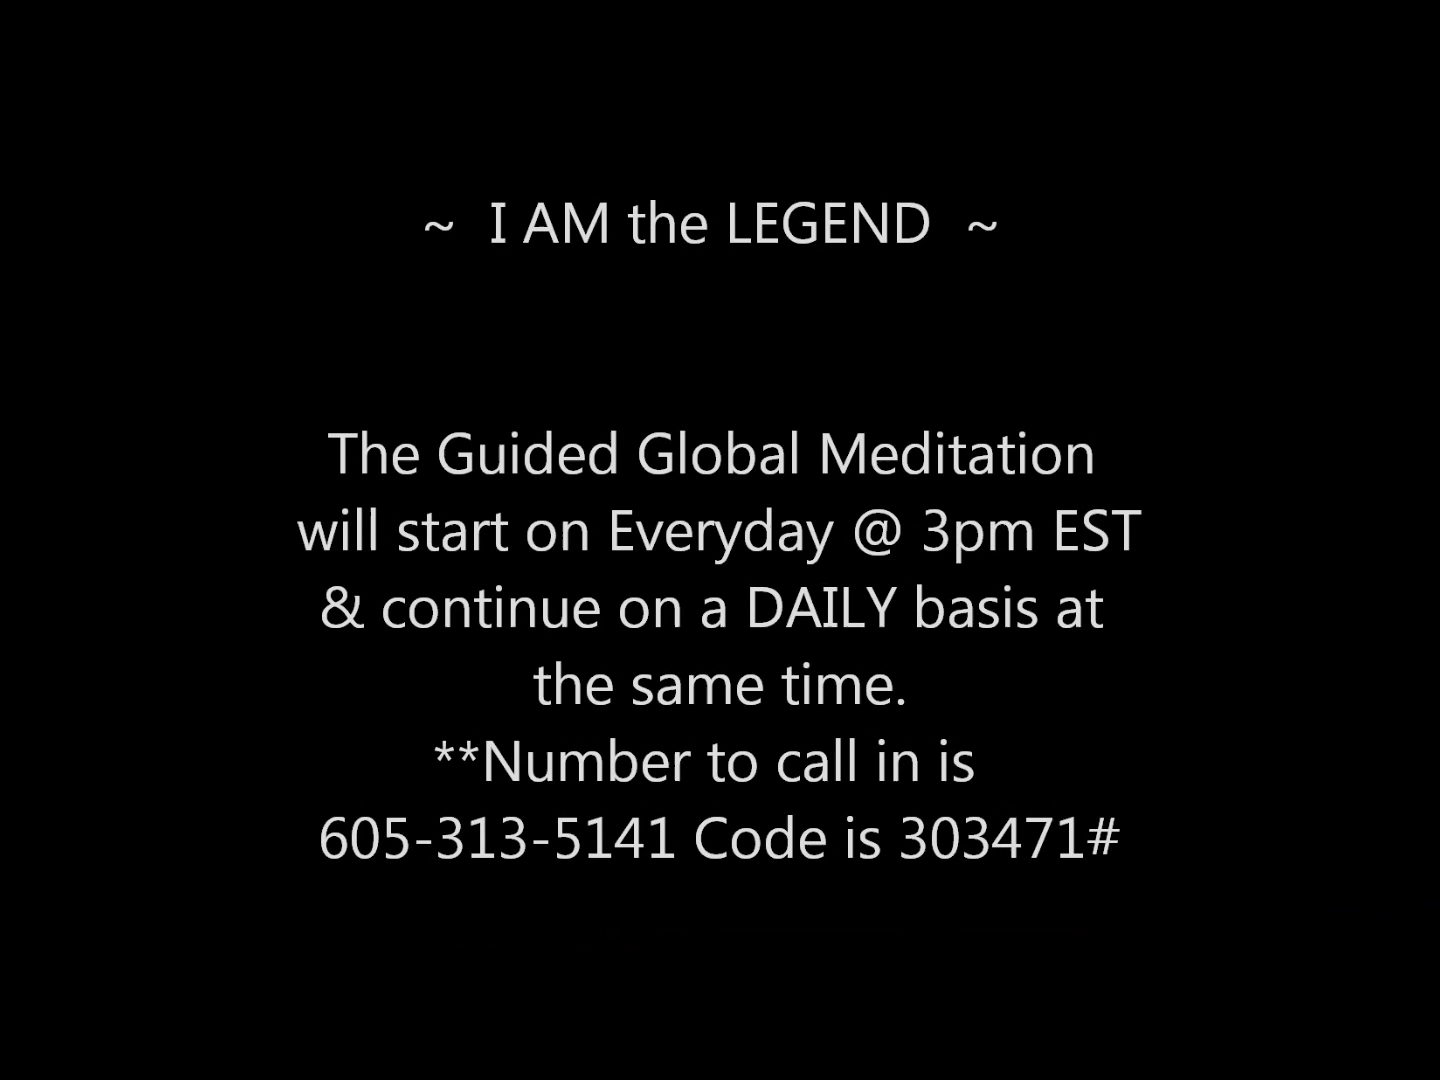 ~ I AM the LEGEND ~
The Guided Global Meditation
will start on Everyday @ 3pm EST
& continue on a DAILY basis at
the same time.
**Number to call in is
605-313-5141 Code is 303471#